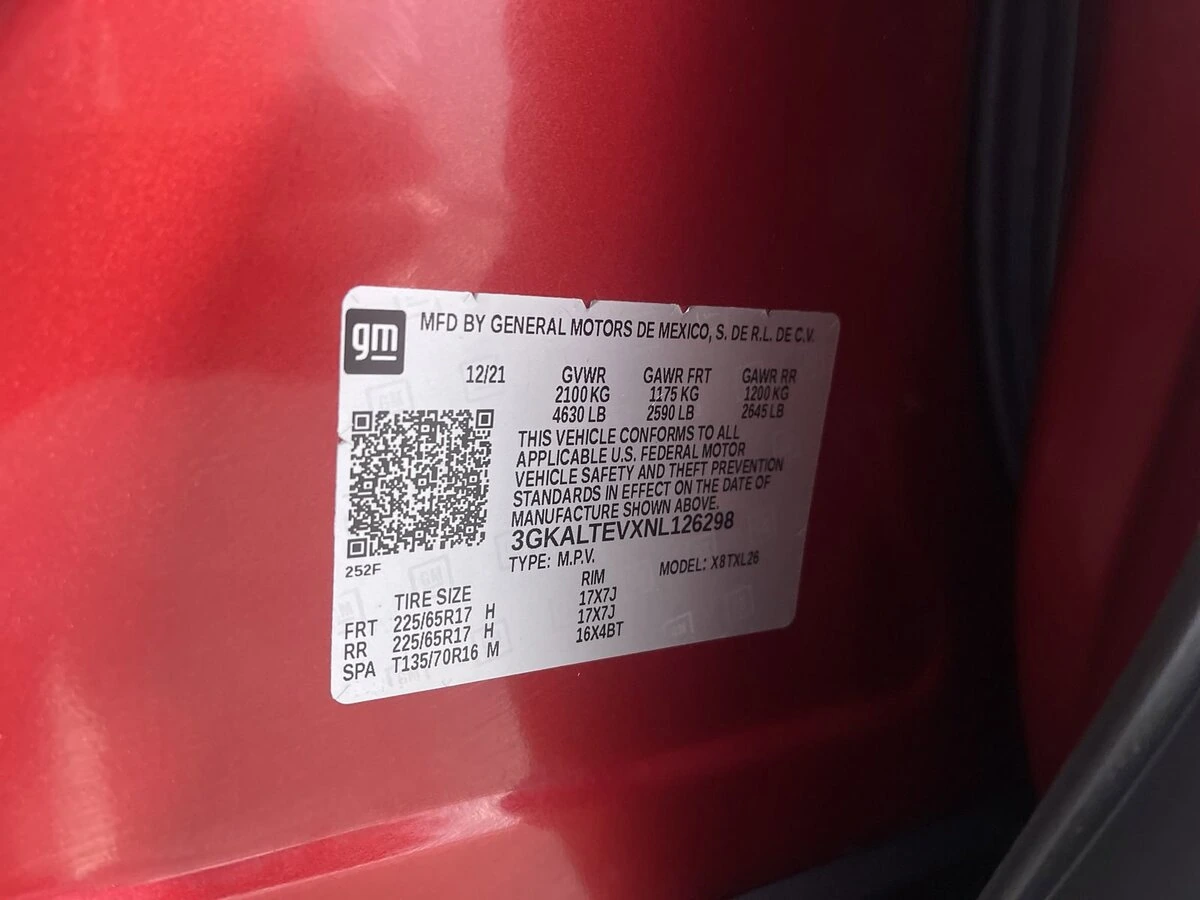 gm
MFD BY GENERAL MOTORS DE MEXICO, S. DE R.L. DE C.V.
12/21 GVWR GAWR FRT GAWR RR
2100 KG 1175 KG 1200 KG
4630 LB 2590 LB 2645 LB
THIS VEHICLE CONFORMS TO ALL
APPLICABLE U.S. FEDERAL MOTOR
VEHICLE SAFETY AND THEFT PREVENTION
STANDARDS IN EFFECT ON THE DATE OF
MANUFACTURE SHOWN ABOVE.
3GKALTEVXNL126298
TYPE: M.P.V. MODEL: X8TXL26
252F
TIRE SIZE RIM
FRT 225/65R17 H 17X7J
RR 225/65R17 H 17X7J
SPA T135/70R16 M 16X4BT